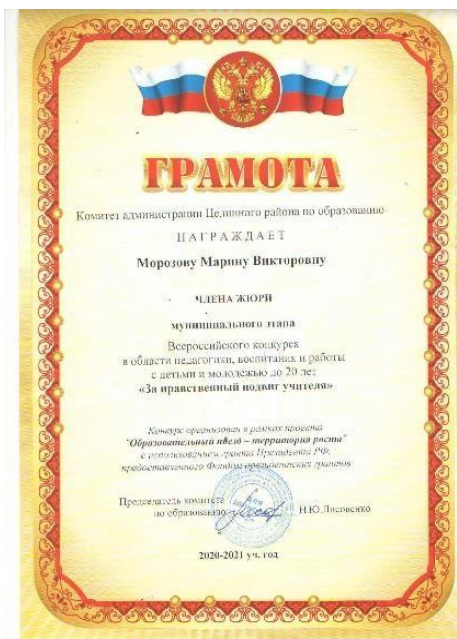 ГРАМОТА
Комитет администрации Целинного района по образованию
НАГРАЖДАЕТ
Морозову Марину Викторовну
ЧЛЕНА ЖЮРИ
муниципального этапа
Всероссийского конкурса
в области педагогики, воспитания и работы
с детьми и молодежью до 20 лет
«За нравственный подвиг учителя»
Конкурс организован в рамках проекта
"Образовательный гвезд – территория роста"
с использованием гранта Президента РФ,
предоставленного Фондом президентских грантов
Председатель комитета
по образованию
Н.Ю.Лисовенко
2020-2021 уч. год